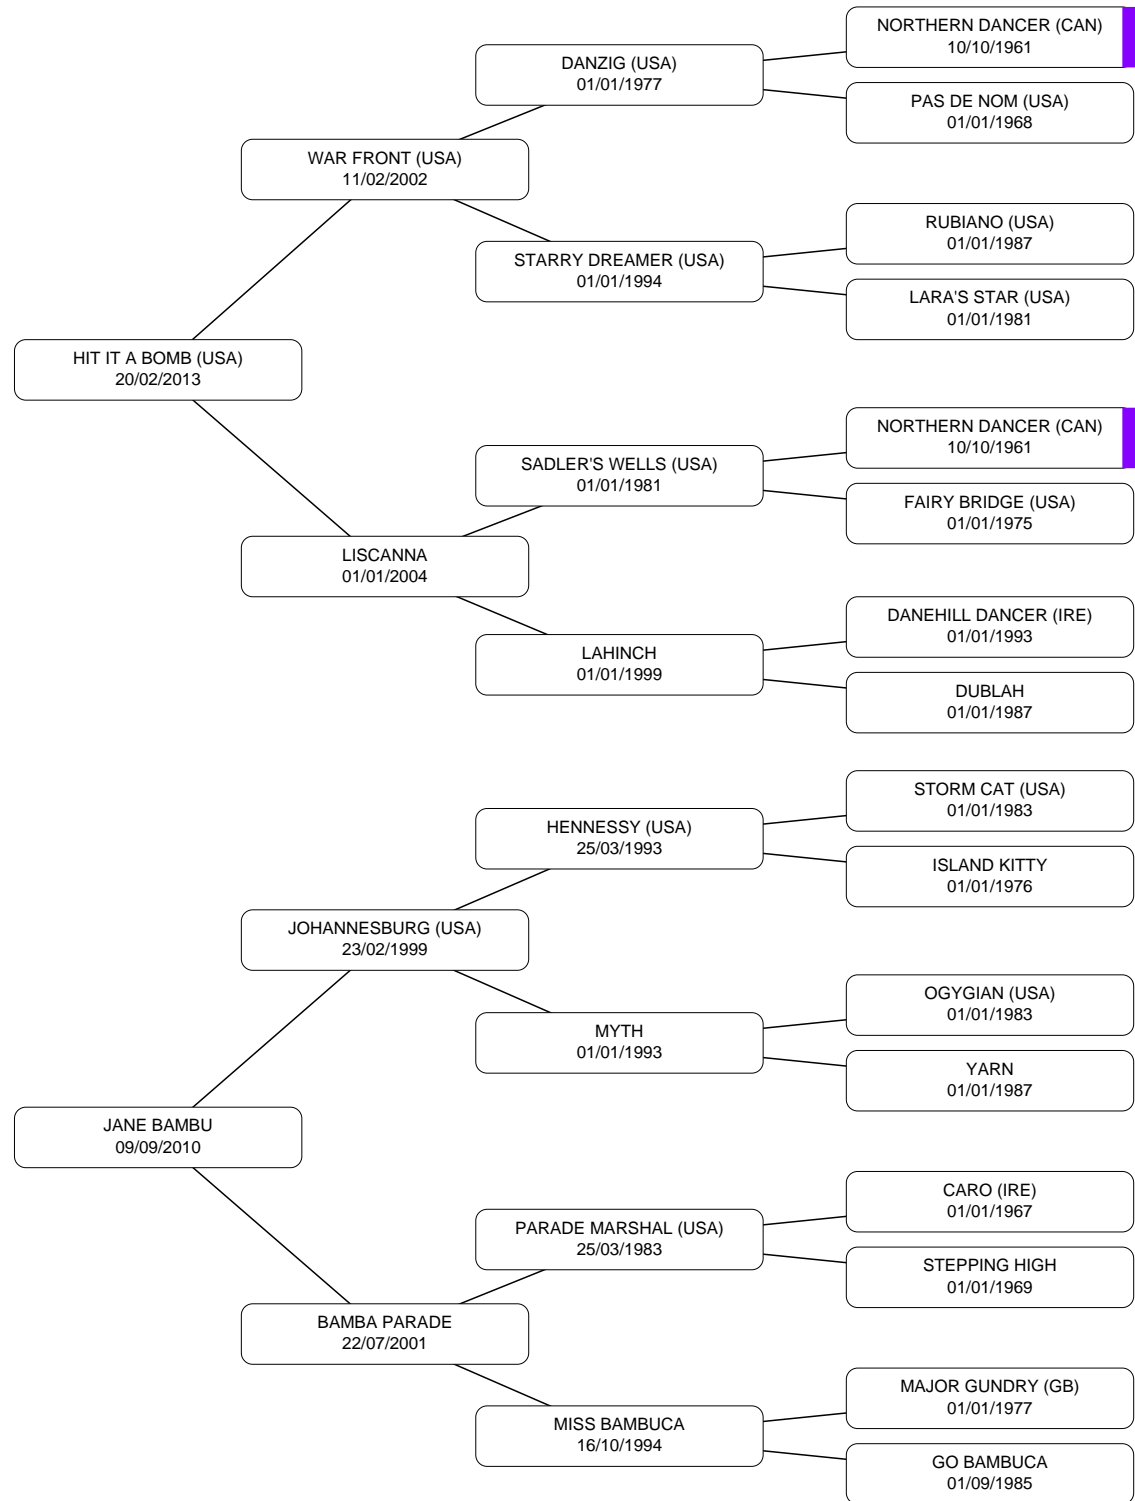 NORTHERN DANCER (CAN)
10/10/1961
DANZIG (USA)
01/01/1977
PAS DE NOM (USA)
01/01/1968
WAR FRONT (USA)
11/02/2002
RUBIANO (USA)
01/01/1987
STARRY DREAMER (USA)
01/01/1994
LARA'S STAR (USA)
01/01/1981
HIT IT A BOMB (USA)
20/02/2013
NORTHERN DANCER (CAN)
10/10/1961
SADLER'S WELLS (USA)
01/01/1981
FAIRY BRIDGE (USA)
01/01/1975
LISCANNA
01/01/2004
DANEHILL DANCER (IRE)
01/01/1993
LAHINCH
01/01/1999
DUBLAH
01/01/1987
STORM CAT (USA)
01/01/1983
HENNESSY (USA)
25/03/1993
ISLAND KITTY
01/01/1976
JOHANNESBURG (USA)
23/02/1999
OGYGIAN (USA)
01/01/1983
MYTH
01/01/1993
YARN
01/01/1987
JANE BAMBU
09/09/2010
CARO (IRE)
01/01/1967
PARADE MARSHAL (USA)
25/03/1983
STEPPING HIGH
01/01/1969
BAMBA PARADE
22/07/2001
MAJOR GUNDRY (GB)
01/01/1977
MISS BAMBUCA
16/10/1994
GO BAMBUCA
01/09/1985